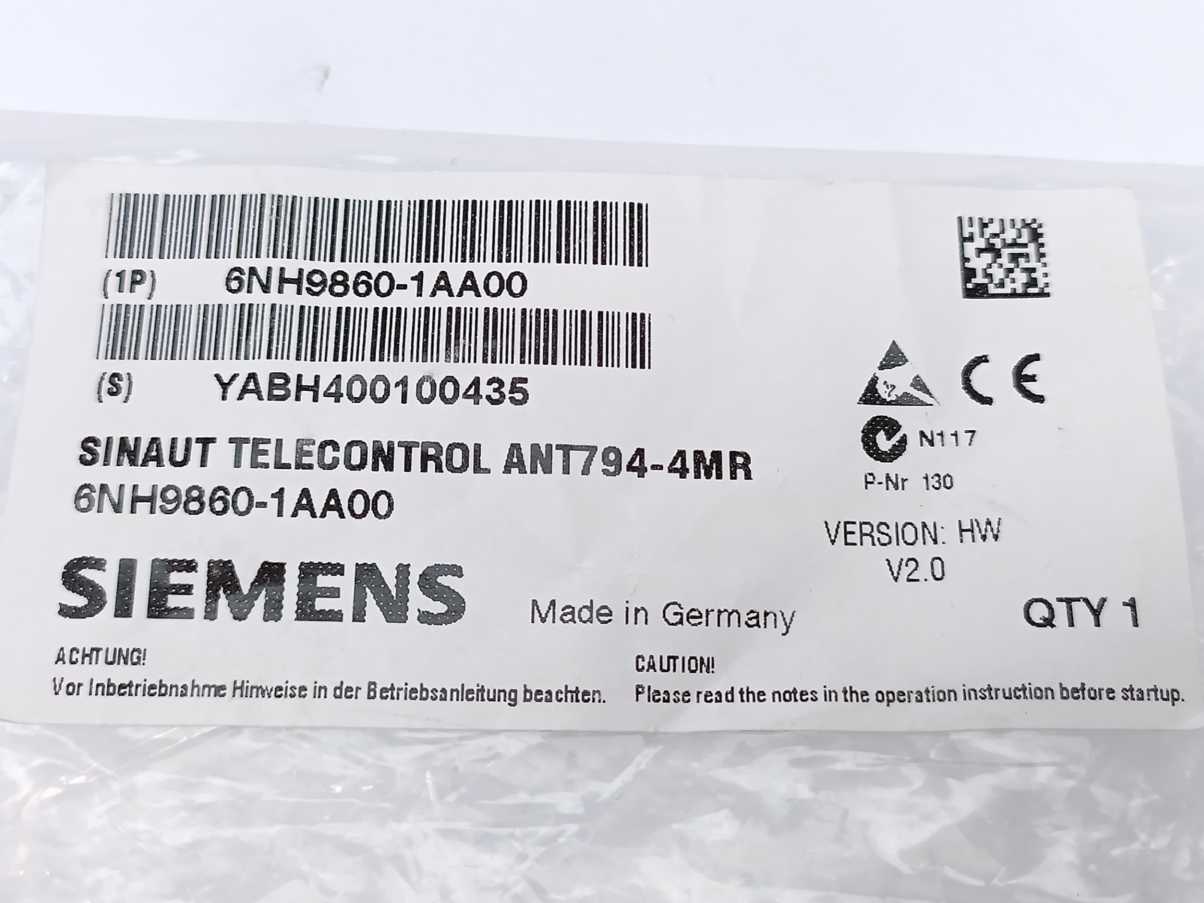 (1P) 6NH9860-1AA00
(S) YABH400100435
SINAUT TELECONTROL ANT794-4MR
6NH9860-1AA00
CE
N117
P-Nr 130
VERSION: HW
V2.0
SIEMENS Made in Germany QTY 1
ACHTUNG!
Vor Inbetriebnahme Hinweise in der Betriebsanleitung beachten.
CAUTION!
Please read the notes in the operation instruction before startup.